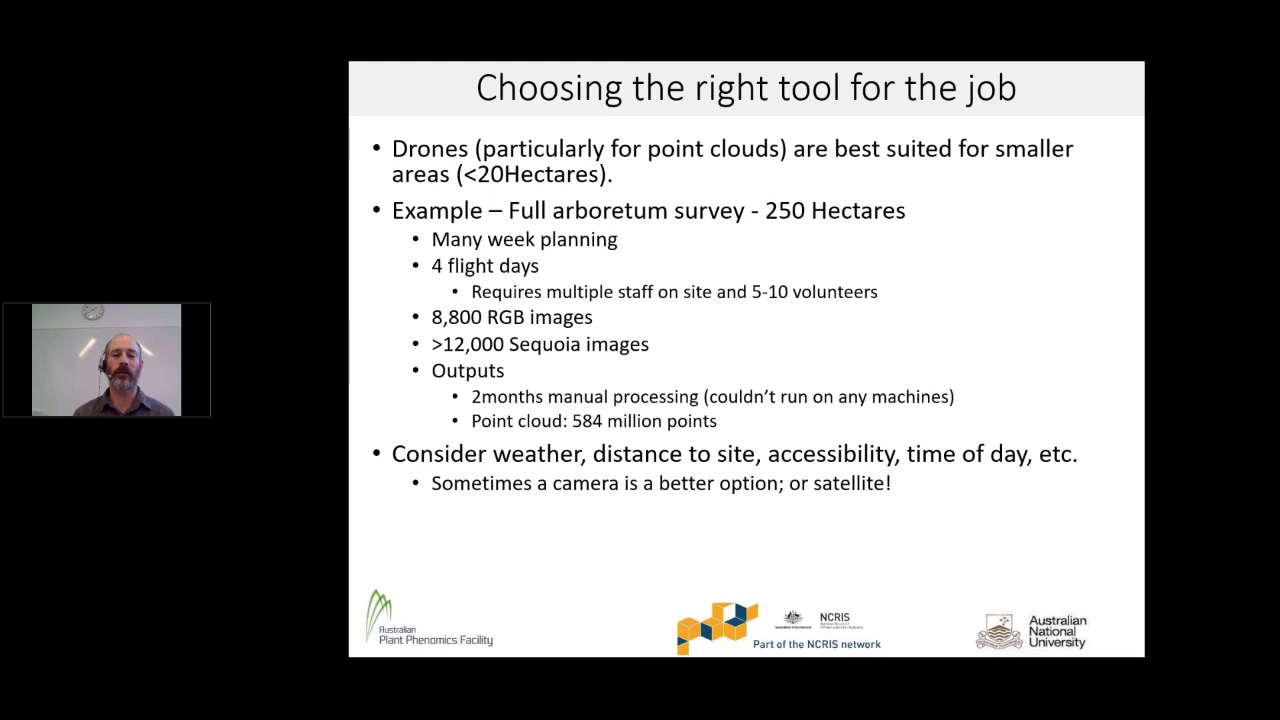 Choosing the right tool for the job
• Drones (particularly for point clouds) are best suited for smaller
areas (<20Hectares).
• Example – Full arboretum survey - 250 Hectares
• Many week planning
• 4 flight days
• Requires multiple staff on site and 5-10 volunteers
• 8,800 RGB images
• >12,000 Sequoia images
• Outputs
• 2months manual processing (couldn't run on any machines)
• Point cloud: 584 million points
• Consider weather, distance to site, accessibility, time of day, etc.
• Sometimes a camera is a better option; or satellite!
Australian
Plant Phenomics Facility
NCRIS
Part of the NCRIS network
Australian
National
University